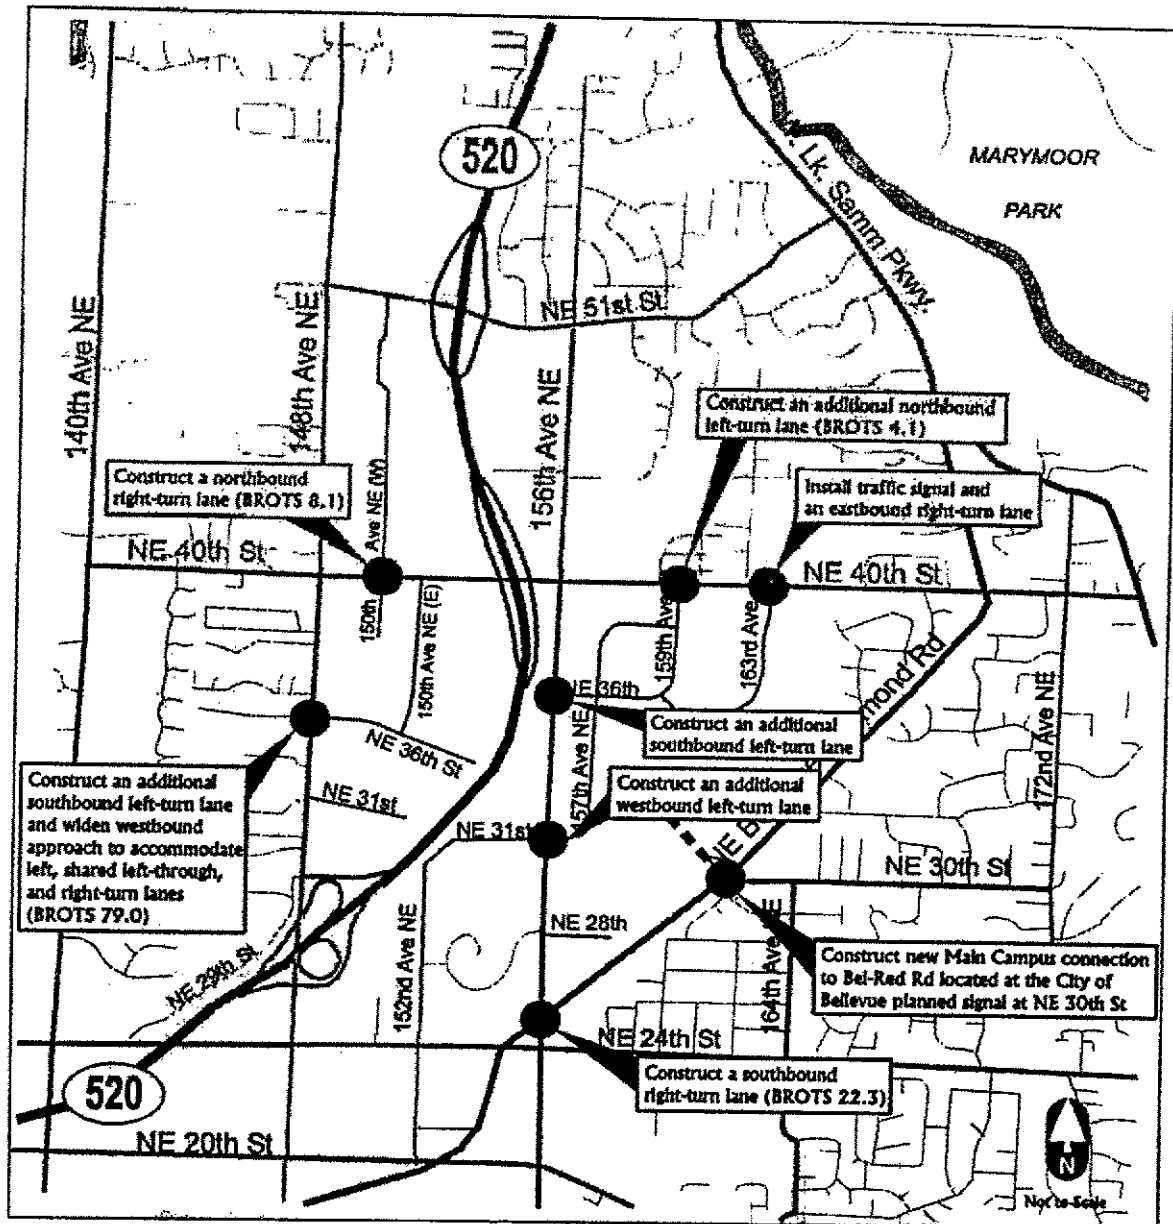 520
W. Lk. Samm Pkwy.
MARYMOOR
PARK
NE 51st St
140th Ave NE
148th Ave NE
156th Ave NE
Construct an additional northbound
left-turn lane (BROTS 4.1)
Construct a northbound
right-turn lane (BROTS 8.1)
Install traffic signal and
an eastbound right-turn lane
NE 40th St
150th Ave NE (W)
150th Ave NE (E)
159th Ave
163rd Ave
NE 40th St
NE 36th
Construct an additional
southbound left-turn lane
NE 36th St
157th Ave NE
172nd Ave NE
Construct an additional
southbound left-turn lane
and widen westbound
approach to accommodate
left, shared left-through,
and right-turn lanes
(BROTS 79.0)
NE 31st
NE 31st
Construct an additional
westbound left-turn lane
NE 30th St
NE 28th
NE 29th St
152nd Ave NE
164th Ave NE
Construct new Main Campus connection
to Bel-Red Rd located at the City of
Bellevue planned signal at NE 30th St
NE 24th St
Construct a southbound
right-turn lane (BROTS 22.3)
520
NE 20th St
N
Not to Scale